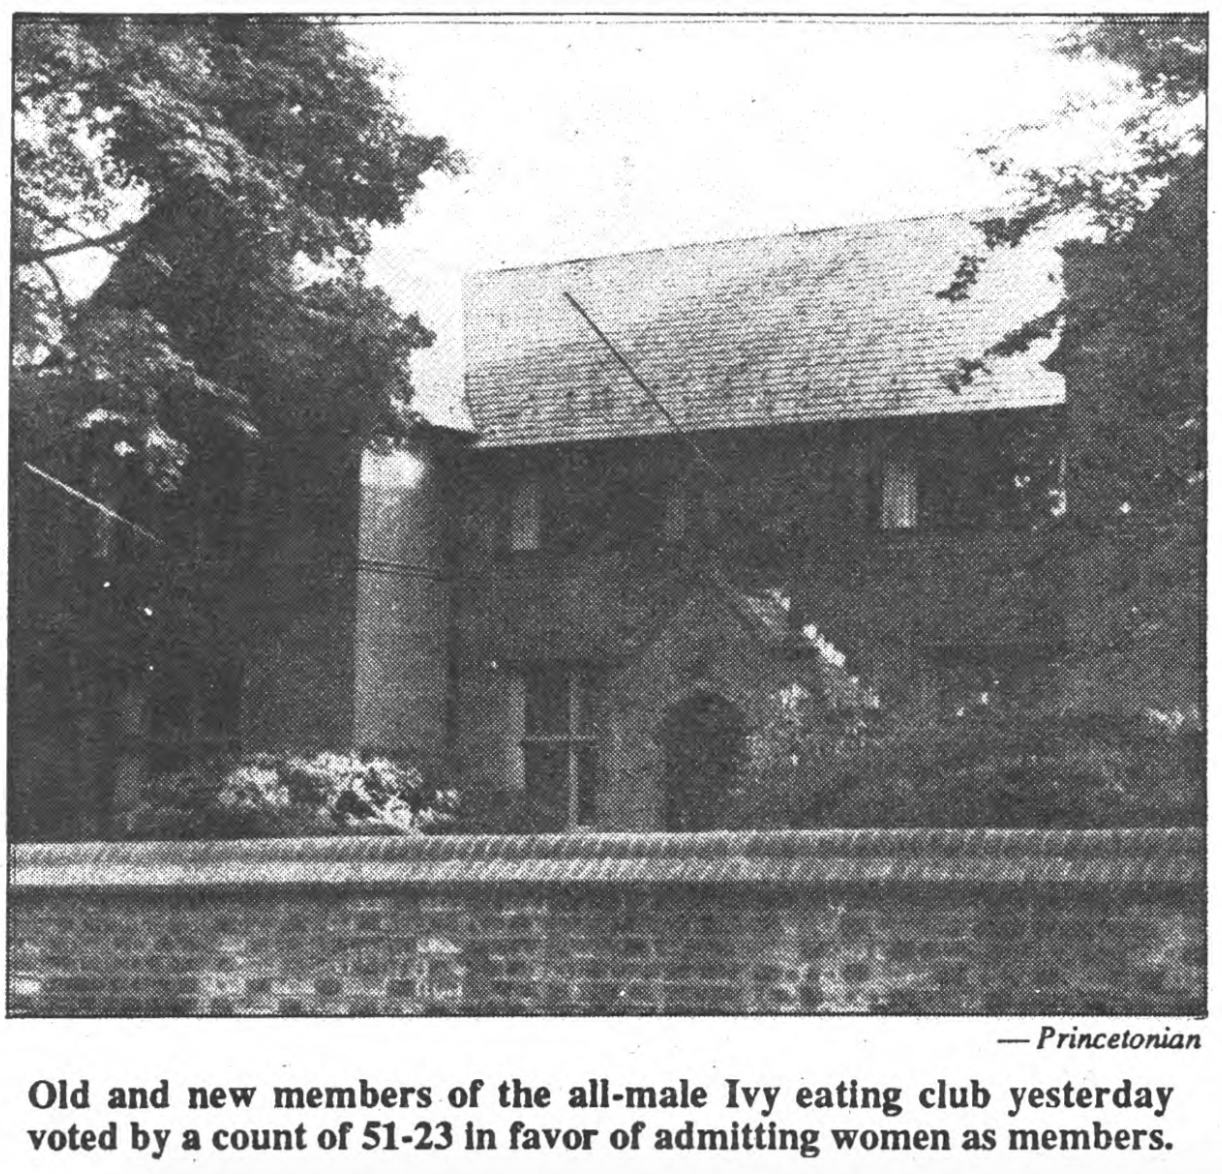 — Princetonian
Old and new members of the all-male Ivy eating club yesterday
voted by a count of 51-23 in favor of admitting women as members.